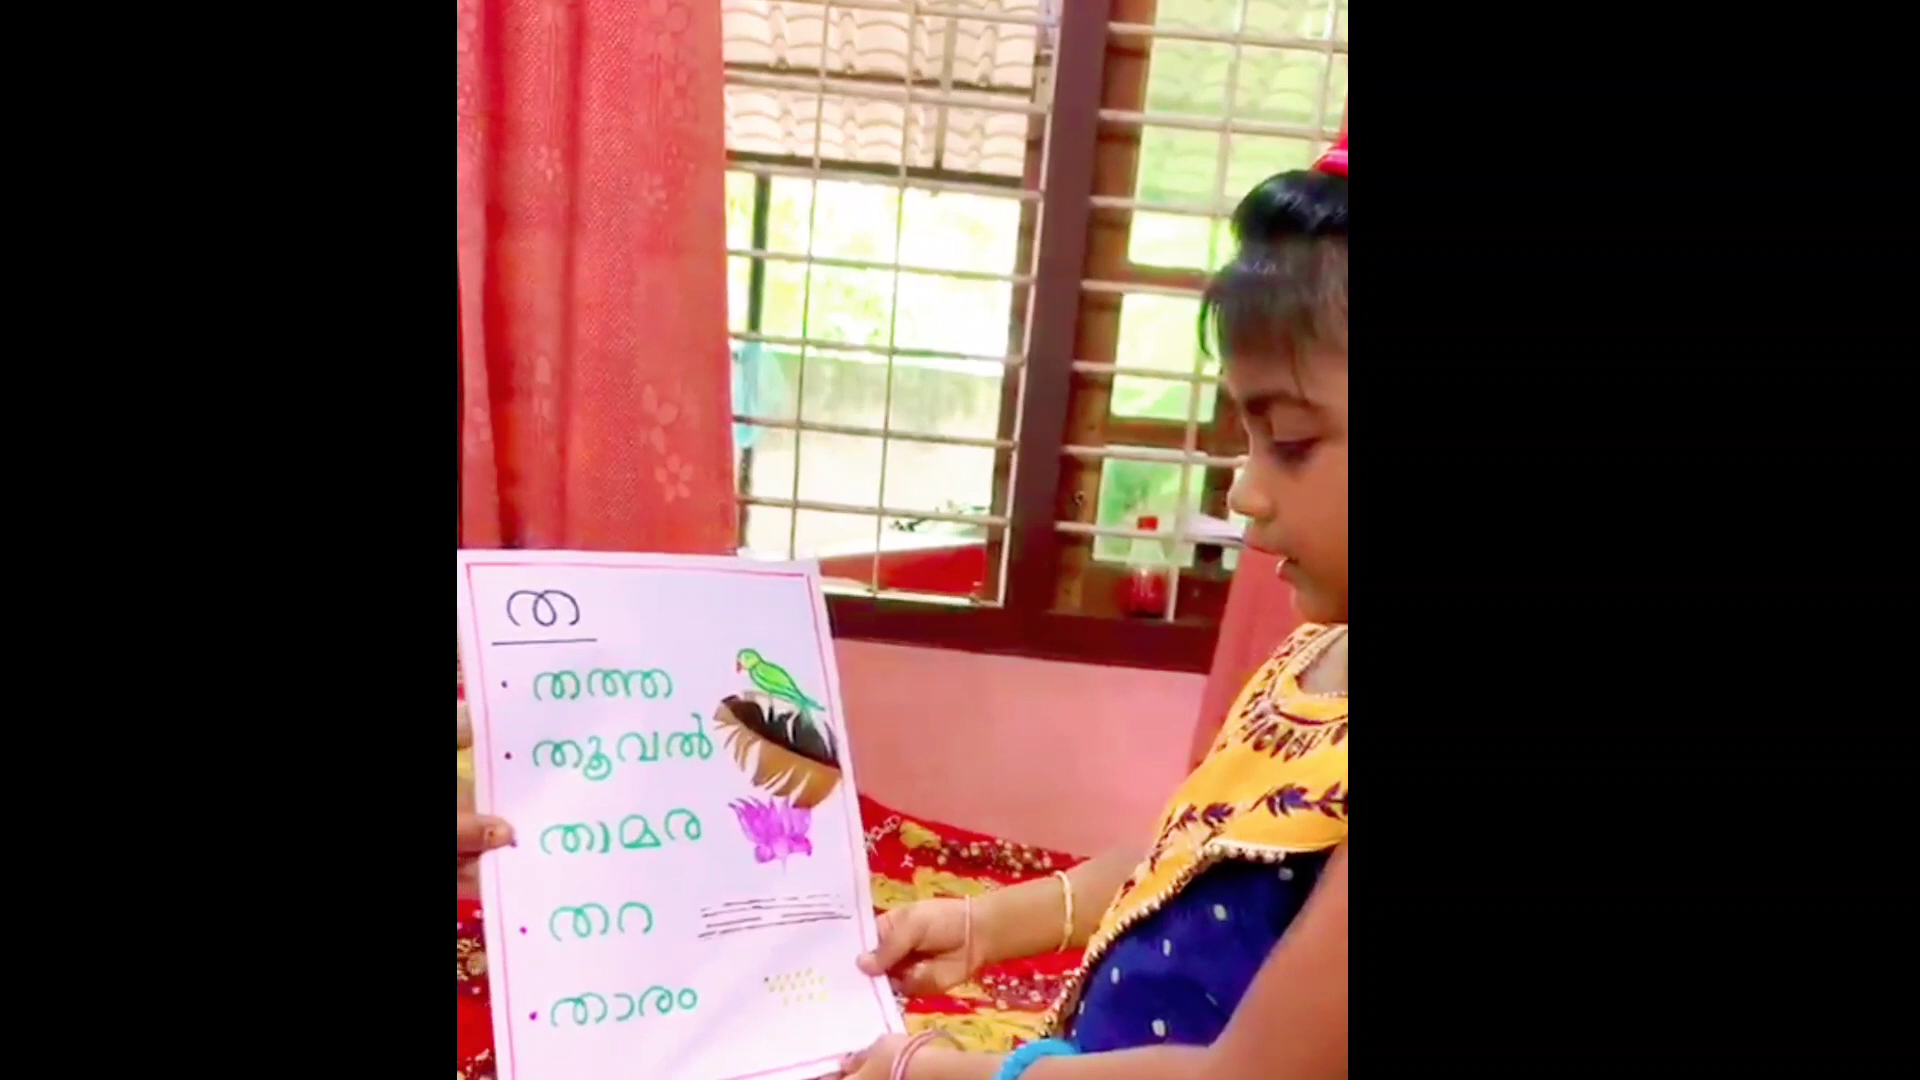 ത
• തത്ത
• തൂവൽ
• താമര
• തറ
• താരം